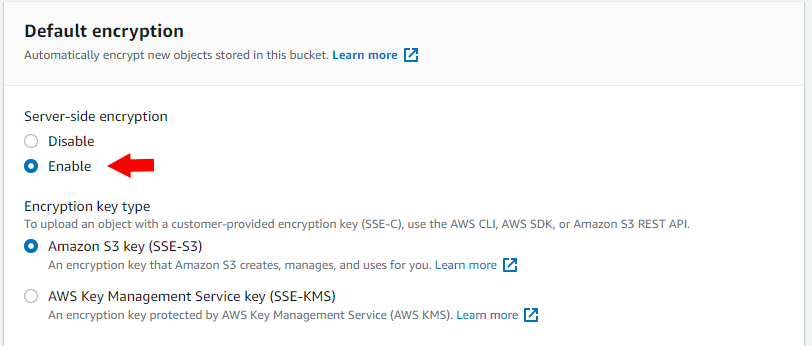 Default encryption
Automatically encrypt new objects stored in this bucket. Learn more
Server-side encryption
Disable
Enable
Encryption key type
To upload an object with a customer-provided encryption key (SSE-C), use the AWS CLI, AWS SDK, or Amazon S3 REST API.
Amazon S3 key (SSE-S3)
An encryption key that Amazon S3 creates, manages, and uses for you. Learn more
AWS Key Management Service key (SSE-KMS)
An encryption key protected by AWS Key Management Service (AWS KMS). Learn more